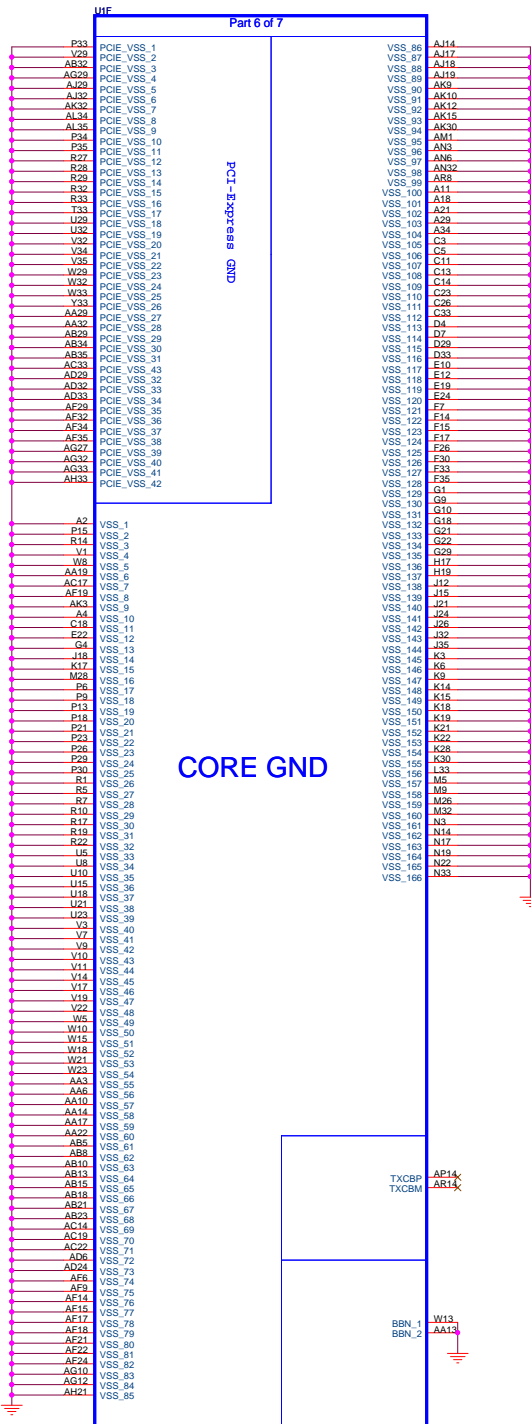 U1F
Part 6 of 7
P33 PCIE_VSS_1
V29 PCIE_VSS_2
AB32 PCIE_VSS_3
AG29 PCIE_VSS_4
AJ29 PCIE_VSS_5
AJ32 PCIE_VSS_6
AK32 PCIE_VSS_7
AL34 PCIE_VSS_8
AL35 PCIE_VSS_9
P34 PCIE_VSS_10
P35 PCIE_VSS_11
R27 PCIE_VSS_12
R28 PCIE_VSS_13
R29 PCIE_VSS_14
R32 PCIE_VSS_15
R33 PCIE_VSS_16
T33 PCIE_VSS_17
U29 PCIE_VSS_18
U32 PCIE_VSS_19
V32 PCIE_VSS_20
V34 PCIE_VSS_21
V35 PCIE_VSS_22
W29 PCIE_VSS_23
W32 PCIE_VSS_24
W33 PCIE_VSS_25
Y33 PCIE_VSS_26
AA29 PCIE_VSS_27
AA32 PCIE_VSS_28
AB29 PCIE_VSS_29
AB34 PCIE_VSS_30
AB35 PCIE_VSS_31
AC33 PCIE_VSS_43
AD29 PCIE_VSS_32
AD32 PCIE_VSS_33
AD33 PCIE_VSS_34
AF29 PCIE_VSS_35
AF32 PCIE_VSS_36
AF34 PCIE_VSS_37
AF35 PCIE_VSS_38
AG27 PCIE_VSS_39
AG32 PCIE_VSS_40
AG33 PCIE_VSS_41
AH33 PCIE_VSS_42
PCI-Express GND
A2 VSS_1
P15 VSS_2
R14 VSS_3
V1 VSS_4
W8 VSS_5
AA19 VSS_6
AC17 VSS_7
AF19 VSS_8
AK3 VSS_9
A4 VSS_10
C18 VSS_11
E22 VSS_12
G4 VSS_13
J18 VSS_14
K17 VSS_15
M28 VSS_16
P6 VSS_17
P9 VSS_18
P13 VSS_19
P18 VSS_20
P21 VSS_21
P23 VSS_22
P26 VSS_23
P29 VSS_24
P30 VSS_25
R1 VSS_26
R5 VSS_27
R7 VSS_28
R10 VSS_29
R17 VSS_30
R19 VSS_31
R22 VSS_32
U5 VSS_33
U8 VSS_34
U10 VSS_35
U15 VSS_36
U18 VSS_37
U21 VSS_38
U23 VSS_39
V3 VSS_40
V7 VSS_41
V9 VSS_42
V10 VSS_43
V11 VSS_44
V14 VSS_45
V17 VSS_46
V19 VSS_47
V22 VSS_48
W5 VSS_49
W10 VSS_50
W15 VSS_51
W18 VSS_52
W21 VSS_53
W23 VSS_54
AA3 VSS_55
AA6 VSS_56
AA10 VSS_57
AA14 VSS_58
AA17 VSS_59
AA22 VSS_60
AB5 VSS_61
AB8 VSS_62
AB10 VSS_63
AB13 VSS_64
AB15 VSS_65
AB18 VSS_66
AB21 VSS_67
AB23 VSS_68
AC14 VSS_69
AC19 VSS_70
AC22 VSS_71
AD6 VSS_72
AD24 VSS_73
AF6 VSS_74
AF9 VSS_75
AF14 VSS_76
AF15 VSS_77
AF17 VSS_78
AF18 VSS_79
AF21 VSS_80
AF22 VSS_81
AF24 VSS_82
AG10 VSS_83
AG12 VSS_84
AH21 VSS_85
CORE GND
VSS_86 AJ14
VSS_87 AJ17
VSS_88 AJ18
VSS_89 AJ19
VSS_90 AK9
VSS_91 AK10
VSS_92 AK12
VSS_93 AK15
VSS_94 AK30
VSS_95 AM1
VSS_96 AN3
VSS_97 AN6
VSS_98 AN32
VSS_99 AR8
VSS_100 A11
VSS_101 A18
VSS_102 A21
VSS_103 A29
VSS_104 A34
VSS_105 C3
VSS_106 C5
VSS_107 C11
VSS_108 C13
VSS_109 C14
VSS_110 C23
VSS_111 C26
VSS_112 C33
VSS_113 D4
VSS_114 D7
VSS_115 D29
VSS_116 D33
VSS_117 E10
VSS_118 E12
VSS_119 E19
VSS_120 E24
VSS_121 F7
VSS_122 F14
VSS_123 F15
VSS_124 F17
VSS_125 F26
VSS_126 F30
VSS_127 F33
VSS_128 F35
VSS_129 G1
VSS_130 G9
VSS_131 G10
VSS_132 G18
VSS_133 G21
VSS_134 G22
VSS_135 G29
VSS_136 H17
VSS_137 H19
VSS_138 J12
VSS_139 J15
VSS_140 J21
VSS_141 J24
VSS_142 J26
VSS_143 J32
VSS_144 J35
VSS_145 K3
VSS_146 K6
VSS_147 K9
VSS_148 K14
VSS_149 K15
VSS_150 K18
VSS_151 K19
VSS_152 K21
VSS_153 K22
VSS_154 K28
VSS_155 K30
VSS_156 L33
VSS_157 M5
VSS_158 M9
VSS_159 M26
VSS_160 M32
VSS_161 N3
VSS_162 N14
VSS_163 N17
VSS_164 N19
VSS_165 N22
VSS_166 N33
TXCBP AP14
TXCBM AR14
BBN_1 W13
BBN_2 AA13